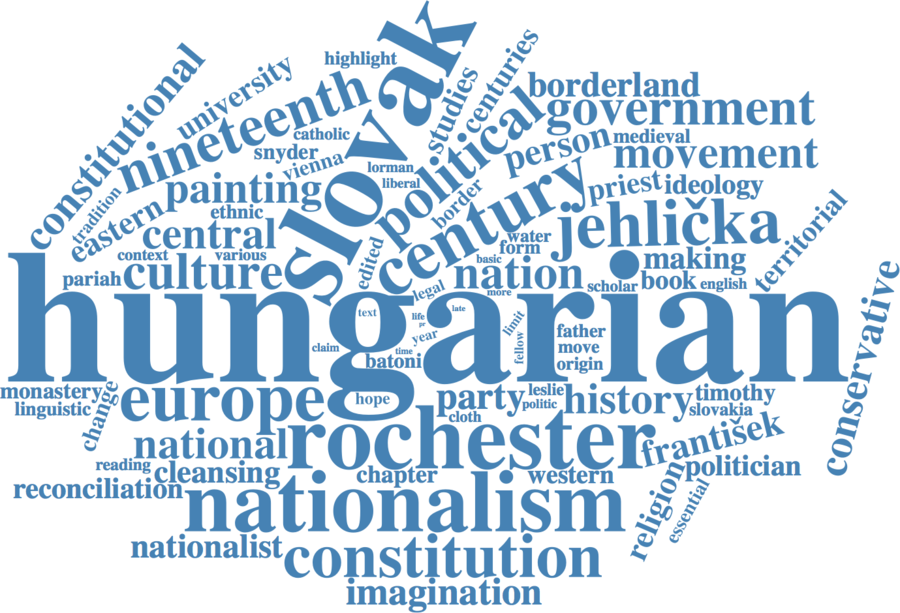 slovak
highlight
centuries
constitutional
university
nineteenth
studies
borderland
government
catholic
snyder
vienna
lorman
liberal
political
person
medieval
movement
tradition
eastern
painting
ethnic
border
century
priest
ideology
central
context
various
edited
jehlička
water
form
making
territorial
pariah
culture
legal
basic
nation
more
scholar
book
english
hungarian
text
life
pr
late
year
limit
fellow
father
move
origin
claim
time
batoni
conservative
monastery
linguistic
change
europe
hope
party
leslie
politic
cloth
history
timothy
slovakia
national
rochester
františek
reading
cleansing
chapter
western
religion
politician
reconciliation
nationalism
essential
nationalist
constitution
imagination